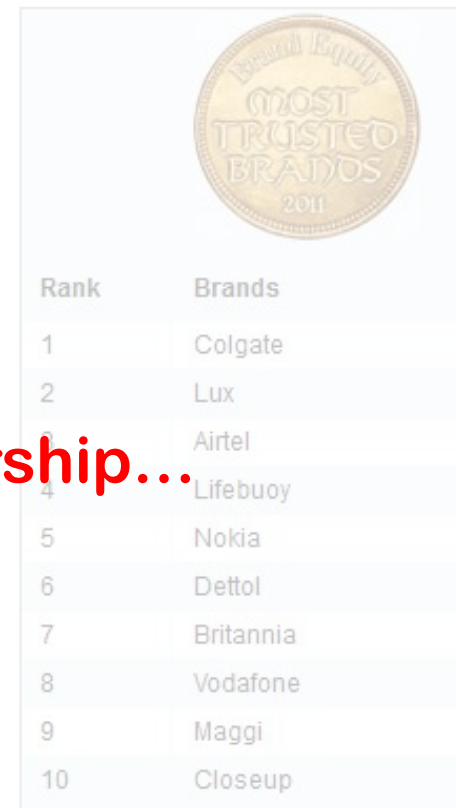 Brand Equity
MOST
TRUSTED
BRANDS
2011
Rank Brands
1 Colgate
2 Lux
3 Airtel
rship...
4 Lifebuoy
5 Nokia
6 Dettol
7 Britannia
8 Vodafone
9 Maggi
10 Closeup